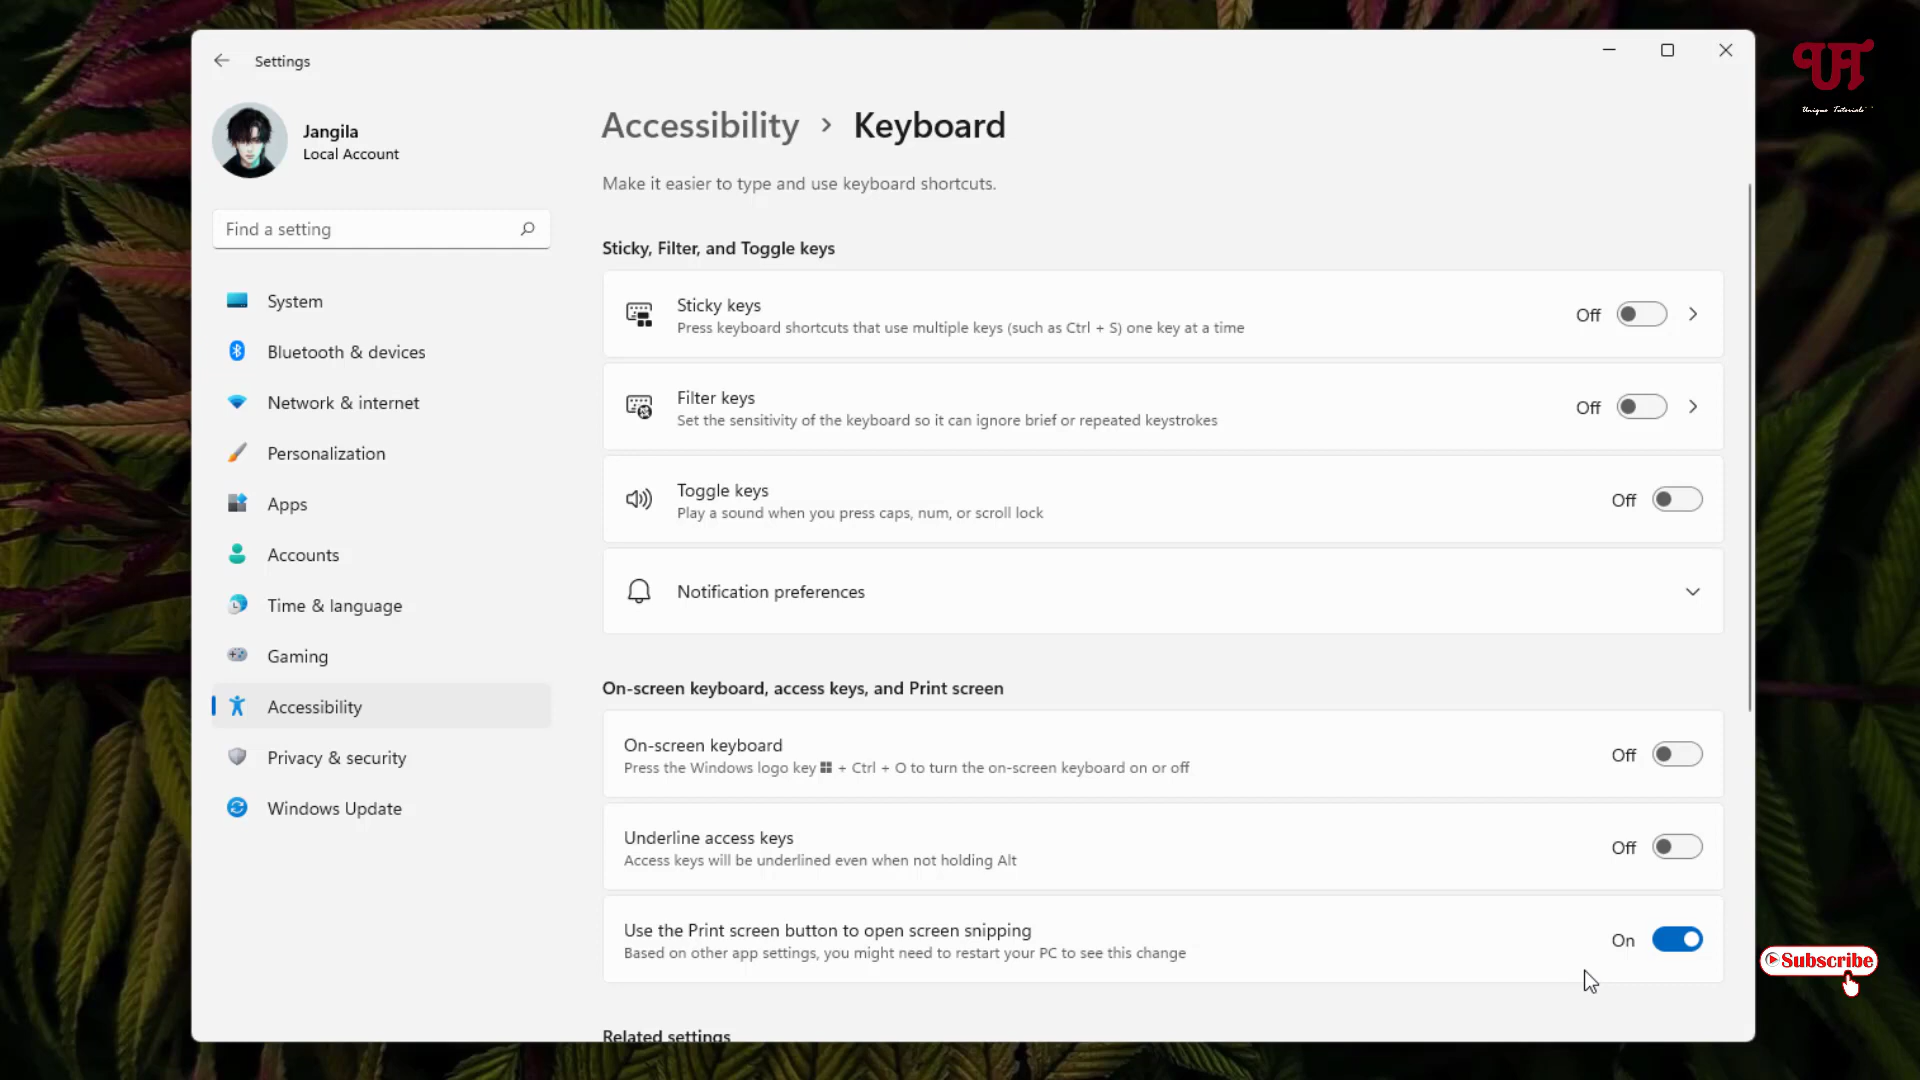 Settings
Jangila
Local Account
Find a setting
System
Bluetooth & devices
Network & internet
Personalization
Apps
Accounts
Time & language
Gaming
Accessibility
Privacy & security
Windows Update
Accessibility › Keyboard
Make it easier to type and use keyboard shortcuts.
Sticky, Filter, and Toggle keys
Sticky keys
Press keyboard shortcuts that use multiple keys (such as Ctrl + S) one key at a time
Off
Filter keys
Set the sensitivity of the keyboard so it can ignore brief or repeated keystrokes
Off
Toggle keys
Play a sound when you press caps, num, or scroll lock
Off
Notification preferences
On-screen keyboard, access keys, and Print screen
On-screen keyboard
Press the Windows logo key + Ctrl + O to turn the on-screen keyboard on or off
Off
Underline access keys
Access keys will be underlined even when not holding Alt
Off
Use the Print screen button to open screen snipping
Based on other app settings, you might need to restart your PC to see this change
On
Related settings
UT
Unique Tutorials
Subscribe